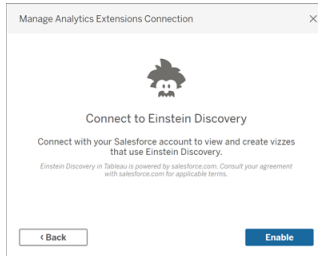 Manage Analytics Extensions Connection
Connect to Einstein Discovery
Connect with your Salesforce account to view and create vizzes
that use Einstein Discovery.
Einstein Discovery in Tableau is powered by salesforce.com. Consult your agreement
with salesforce.com for applicable terms.
‹ Back
Enable